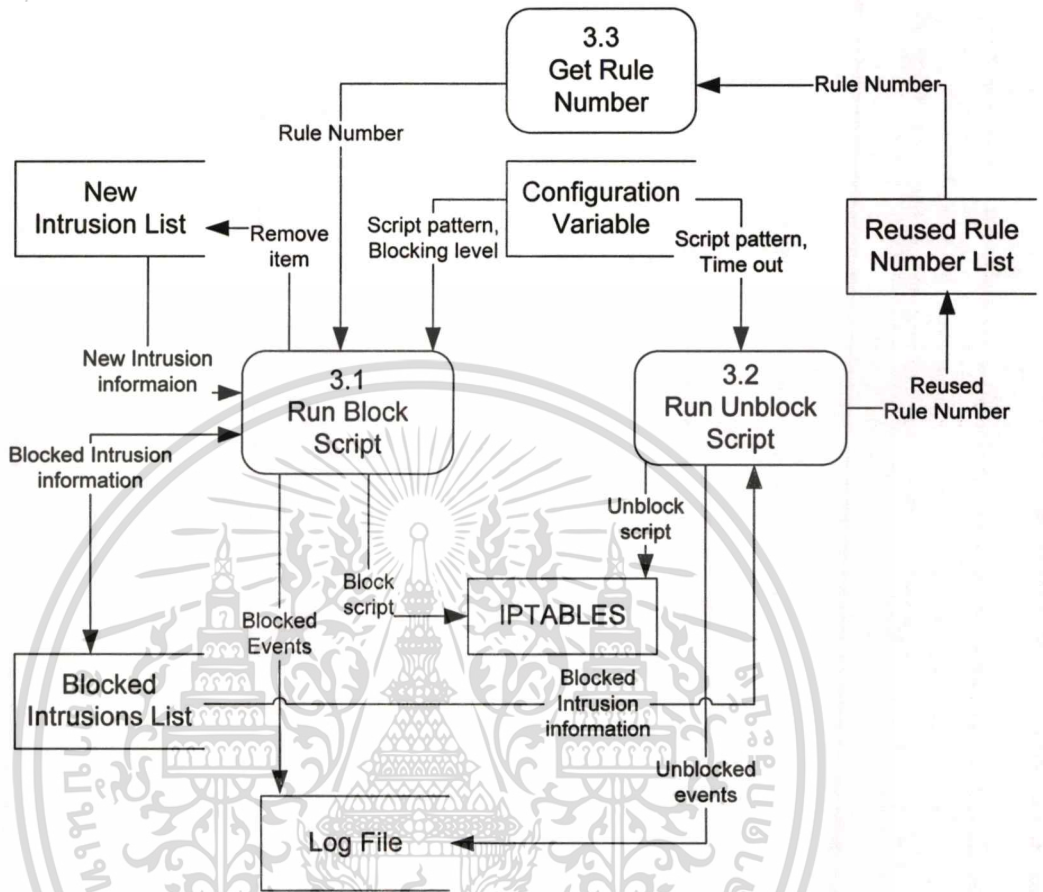 3.3
Get Rule
Number
Rule Number
Rule Number
New
Intrusion List
Remove
item
Configuration
Variable
Script pattern,
Blocking level
Script pattern,
Time out
Reused Rule
Number List
New Intrusion
informaion
3.1
Run Block
Script
3.2
Run Unblock
Script
Reused
Rule Number
Blocked Intrusion
information
Unblock
script
Block
script
IPTABLES
Blocked
Events
Blocked
Intrusions List
Blocked
Intrusion
information
Unblocked
events
Log File